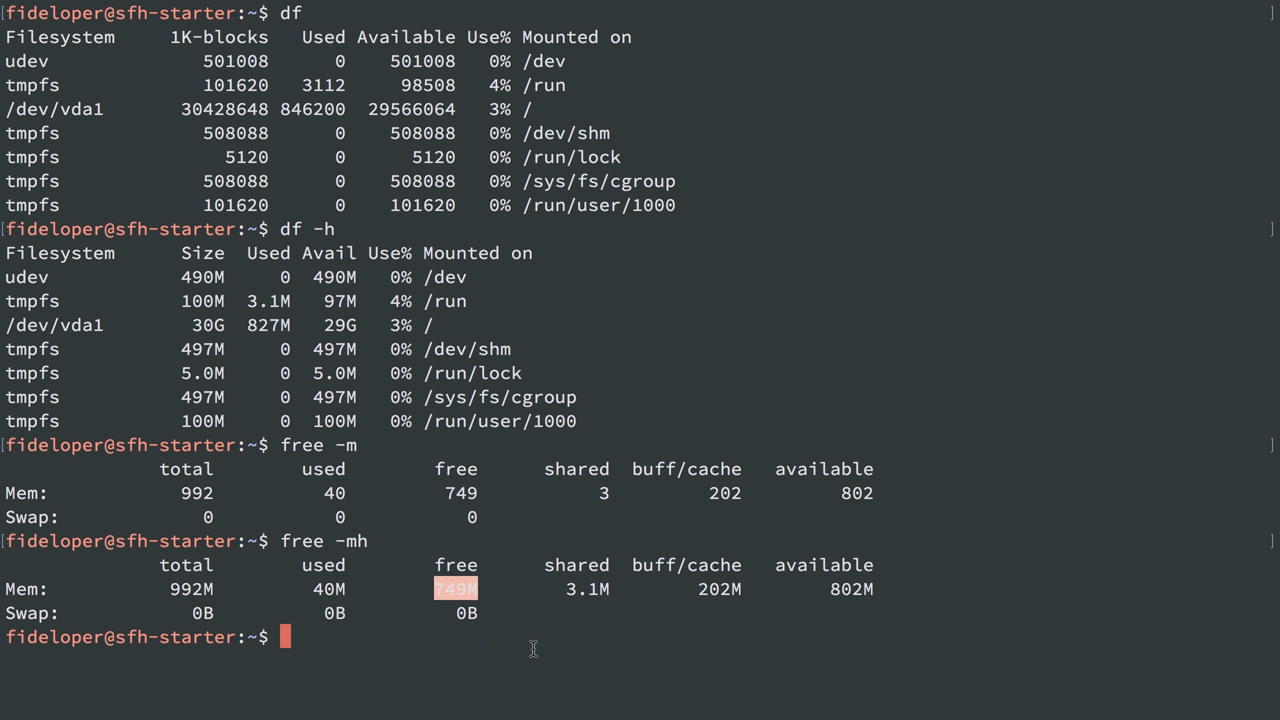 [fideloper@sfh-starter:~$ df ]
Filesystem     1K-blocks   Used Available Use% Mounted on
udev              501008      0    501008   0% /dev
tmpfs             101620   3112     98508   4% /run
/dev/vda1       30428648 846200  29566064   3% /
tmpfs             508088      0    508088   0% /dev/shm
tmpfs               5120      0      5120   0% /run/lock
tmpfs             508088      0    508088   0% /sys/fs/cgroup
tmpfs             101620      0    101620   0% /run/user/1000
[fideloper@sfh-starter:~$ df -h ]
Filesystem      Size  Used Avail Use% Mounted on
udev            490M     0  490M   0% /dev
tmpfs           100M  3.1M   97M   4% /run
/dev/vda1        30G  827M   29G   3% /
tmpfs           497M     0  497M   0% /dev/shm
tmpfs           5.0M     0  5.0M   0% /run/lock
tmpfs           497M     0  497M   0% /sys/fs/cgroup
tmpfs           100M     0  100M   0% /run/user/1000
[fideloper@sfh-starter:~$ free -m ]
              total        used        free      shared  buff/cache   available
Mem:            992          40         749           3         202         802
Swap:             0           0           0
[fideloper@sfh-starter:~$ free -mh ]
              total        used        free      shared  buff/cache   available
Mem:           992M         40M        749M        3.1M        202M        802M
Swap:            0B          0B          0B
fideloper@sfh-starter:~$